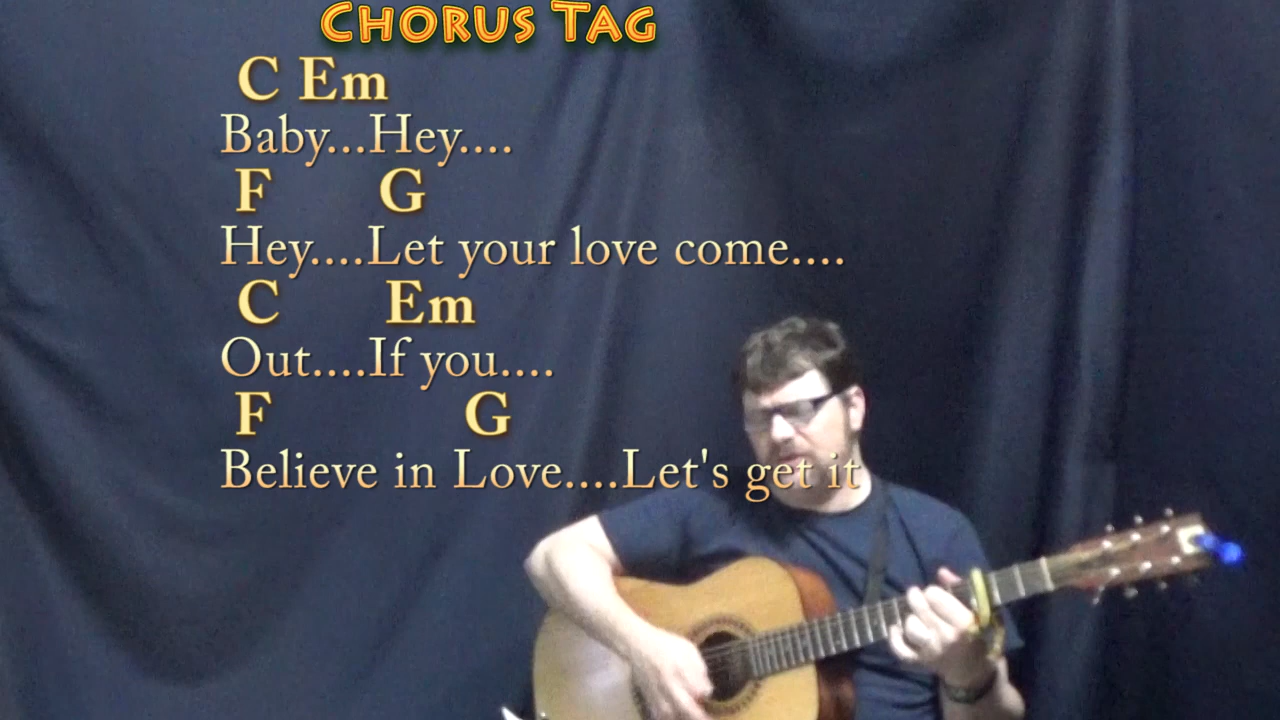 CHORUS TAG
C Em
Baby...Hey....
F G
Hey....Let your love come....
C Em
Out....If you....
F G
Believe in Love....Let's get it